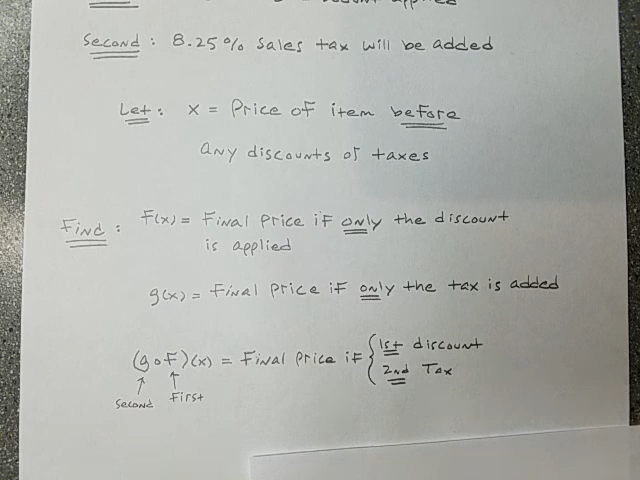 applied
Second : 8.25% sales tax will be added
Let : x = Price of item before
any discounts or taxes
Find : F(x) = Final Price if only the discount
is applied
g(x) = Final Price if only the tax is added
(g∘F)(x) = Final Price if { 1st discount
2nd Tax
↑ ↑
Second First